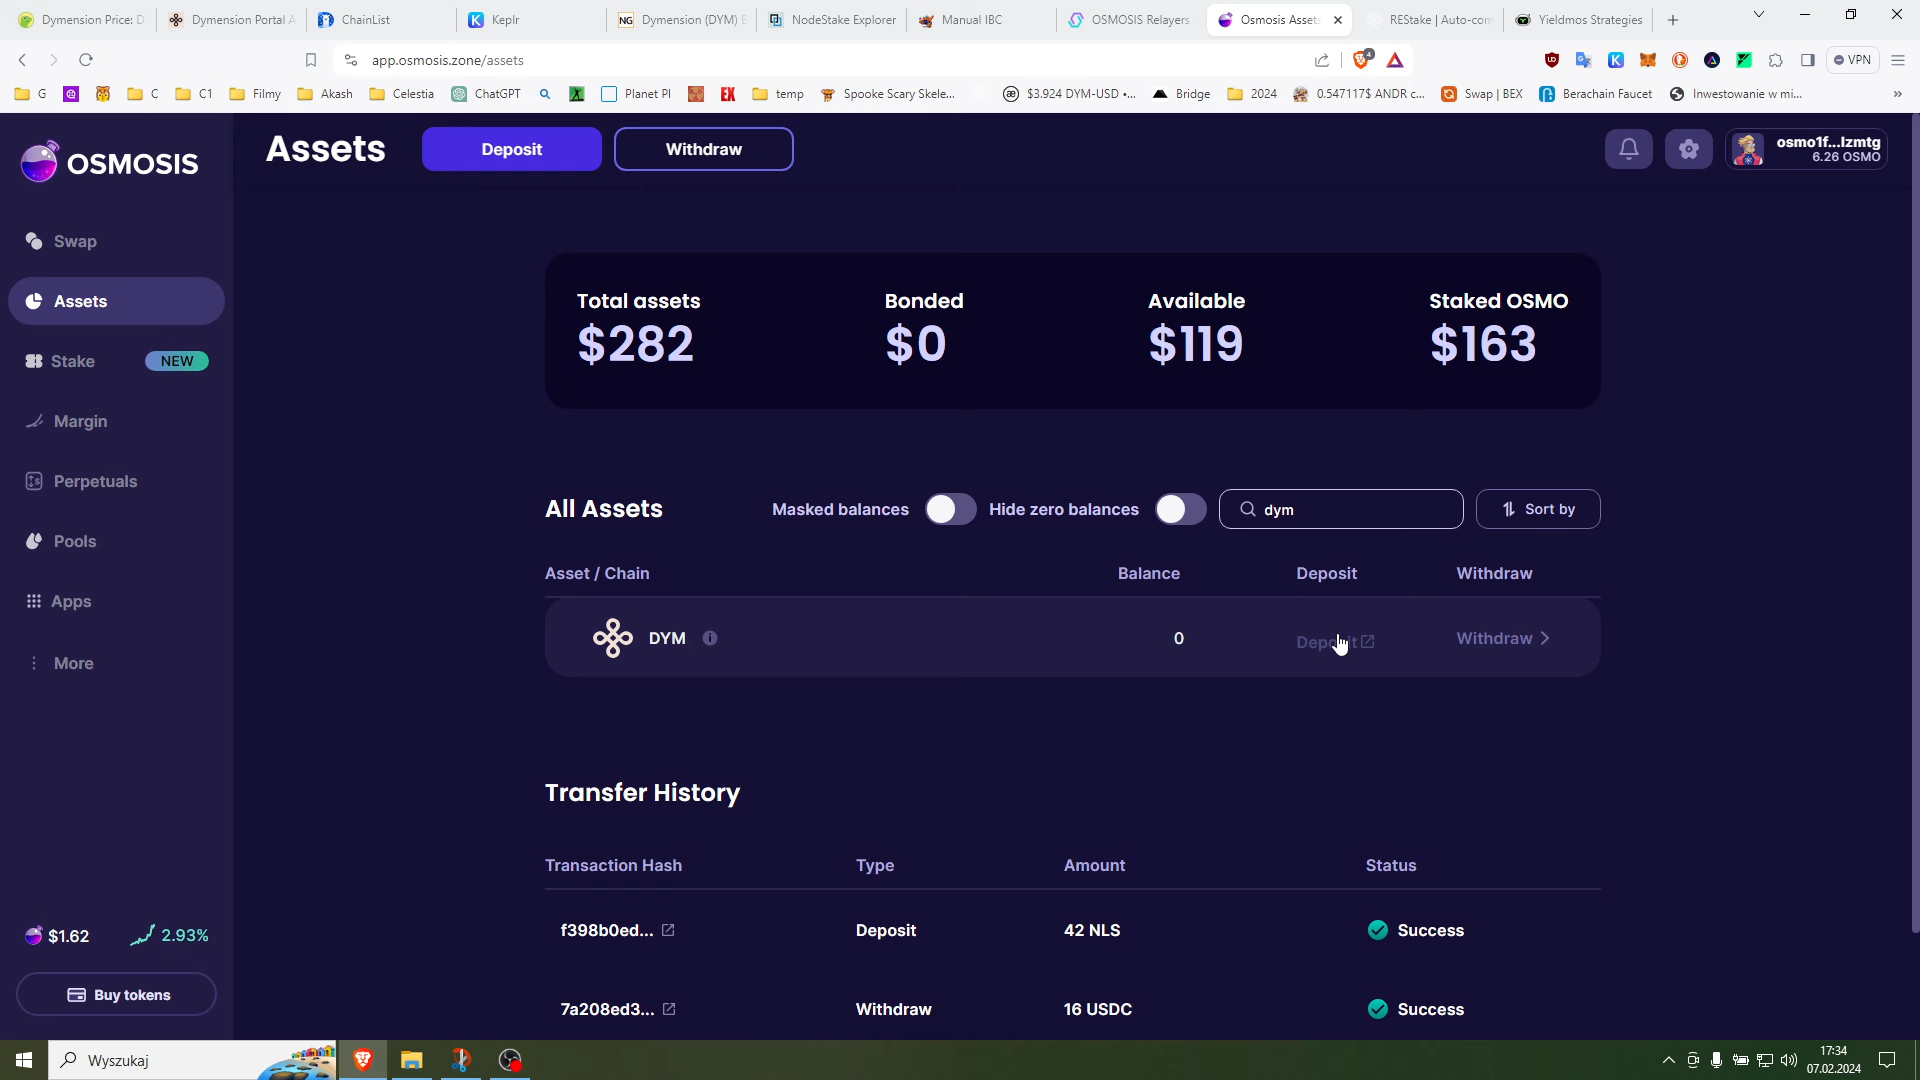 Dymension Price: D
Dymension Portal A
ChainList
Keplr
Dymension (DYM) E
NodeStake Explorer
Manual IBC
OSMOSIS Relayers
Osmosis Asset
REStake | Auto-com
Yieldmos Strategies
app.osmosis.zone/assets
4
VPN
G
C
C1
Filmy
Akash
Celestia
ChatGPT
Planet PI
EX
temp
Spooke Scary Skele...
$3.924 DYM-USD •...
Bridge
2024
0.547117$ ANDR c...
Swap | BEX
Berachain Faucet
Inwestowanie w mi...
OSMOSIS
Assets
Deposit
Withdraw
osmo1f...lzmtg
6.26 OSMO
Swap
Assets
Stake
NEW
Margin
Perpetuals
Pools
Apps
More
Total assets
$282
Bonded
$0
Available
$119
Staked OSMO
$163
All Assets
Masked balances
Hide zero balances
dym
Sort by
Asset / Chain
Balance
Deposit
Withdraw
DYM
0
Deposit
Withdraw
Transfer History
Transaction Hash
Type
Amount
Status
f398b0ed...
Deposit
42 NLS
Success
7a208ed3...
Withdraw
16 USDC
Success
$1.62
2.93%
Buy tokens
Wyszukaj
17:34
07.02.2024